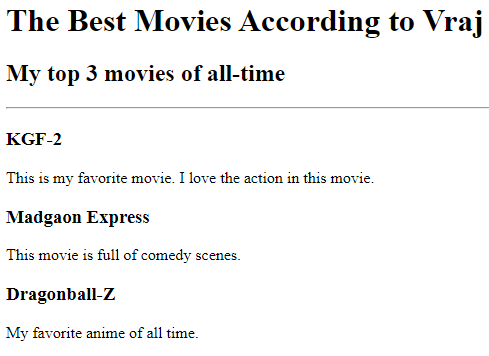 The Best Movies According to Vraj
My top 3 movies of all-time
KGF-2
This is my favorite movie. I love the action in this movie.
Madgaon Express
This movie is full of comedy scenes.
Dragonball-Z
My favorite anime of all time.